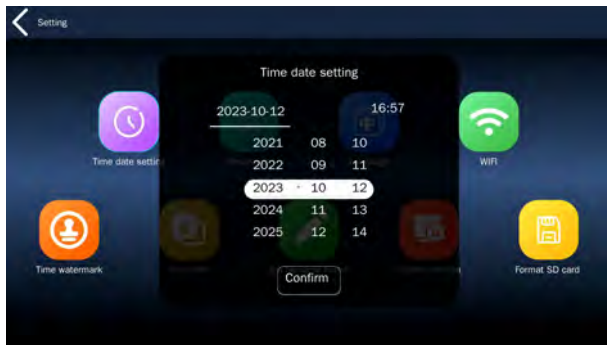 Setting
Time date setting
2023-10-12 16:57
2021 08 10
2022 09 11
2023 - 10 12
2024 11 13
2025 12 14
Confirm
Time date settin
WIFI
Time watermark
Format SD card